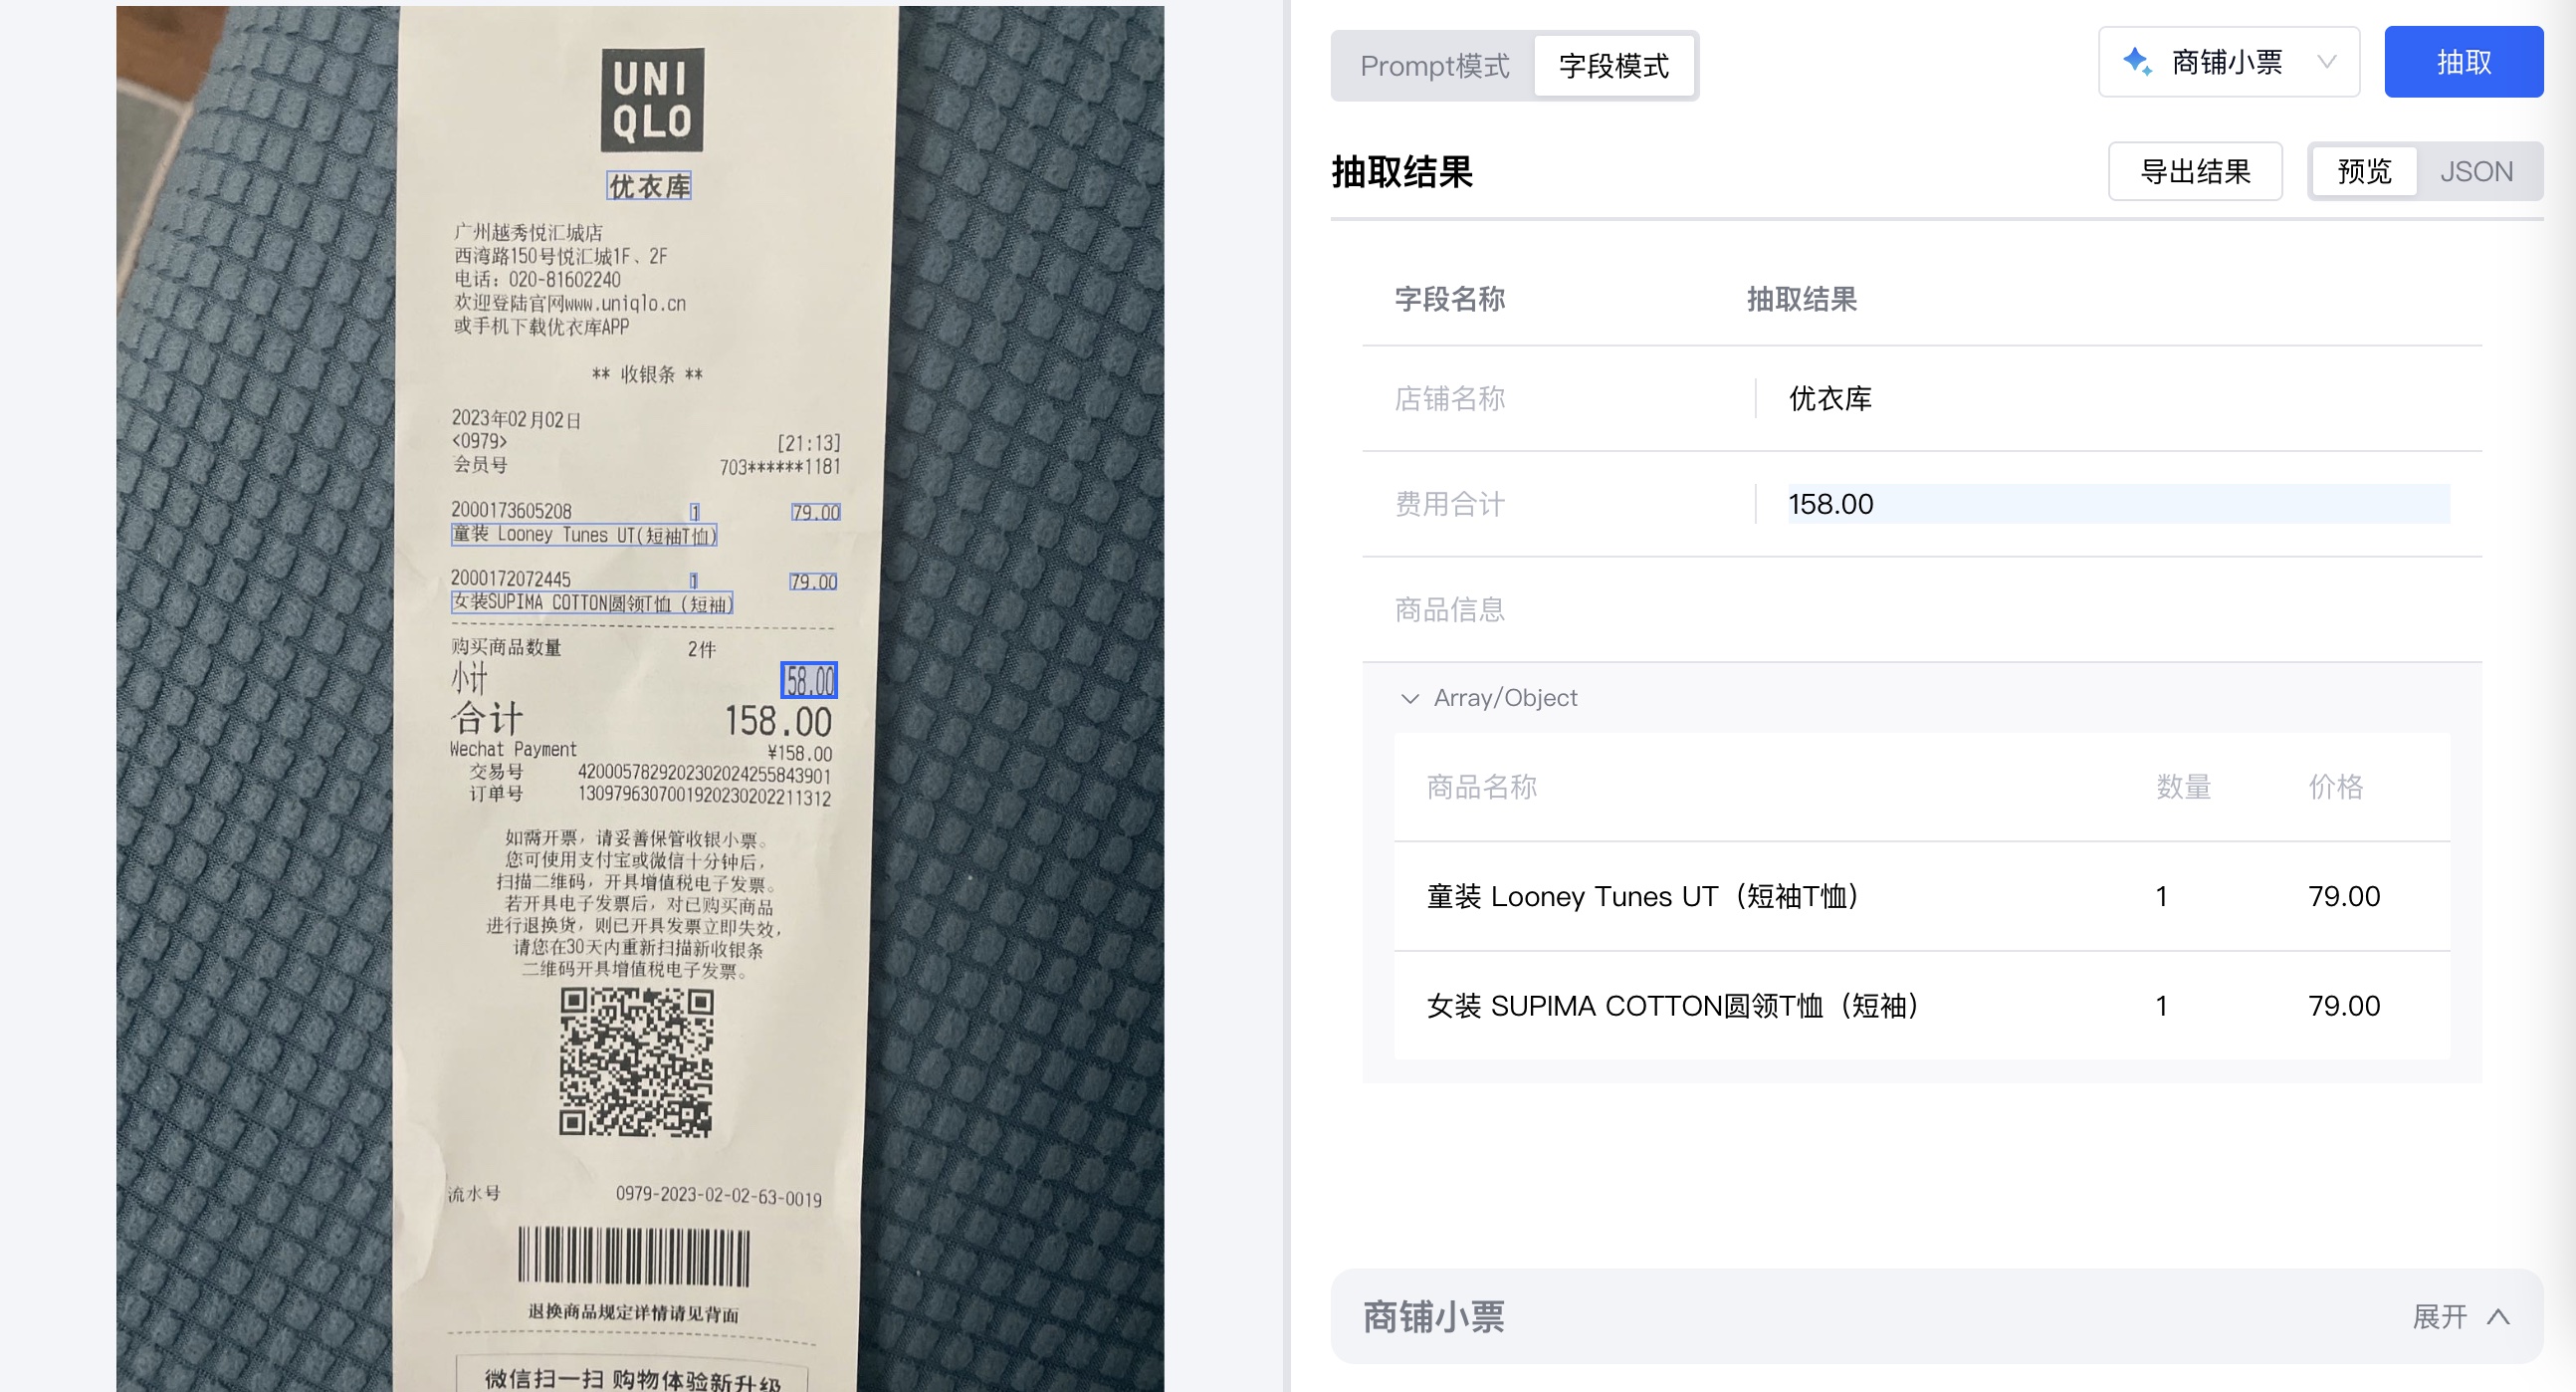 UNI
QLO
优衣库
广州越秀悦汇城店
西湾路150号悦汇城1F、2F
电话：020-81602240
欢迎登陆官网www.uniqlo.cn
或手机下载优衣库APP
** 收银条 **
2023年02月02日
<0979> [21:13]
会员号 703******1181
2000173605208 1 79.00
童装 Looney Tunes UT(短袖T恤)
2000172072445 1 79.00
女装SUPIMA COTTON圆领T恤（短袖）
购买商品数量 2件
小计 158.00
合计 158.00
Wechat Payment ¥158.00
交易号 4200057829202302024255843901
订单号 1309796307001920230202211312
如需开票，请妥善保管收银小票。
您可使用支付宝或微信十分钟后，
扫描二维码，开具增值税电子发票。
若开具电子发票后，对已购买商品
进行退换货，则已开具发票立即失效，
请您在30天内重新扫描新收银条
二维码开具增值税电子发票。
流水号 0979-2023-02-02-63-0019
退换商品规定详情请见背面
微信扫一扫 购物体验新升级
Prompt模式 字段模式 商铺小票 抽取
抽取结果 导出结果 预览 JSON
字段名称 抽取结果
店铺名称 优衣库
费用合计 158.00
商品信息
Array/Object
商品名称 数量 价格
童装 Looney Tunes UT（短袖T恤） 1 79.00
女装 SUPIMA COTTON圆领T恤（短袖） 1 79.00
商铺小票 展开